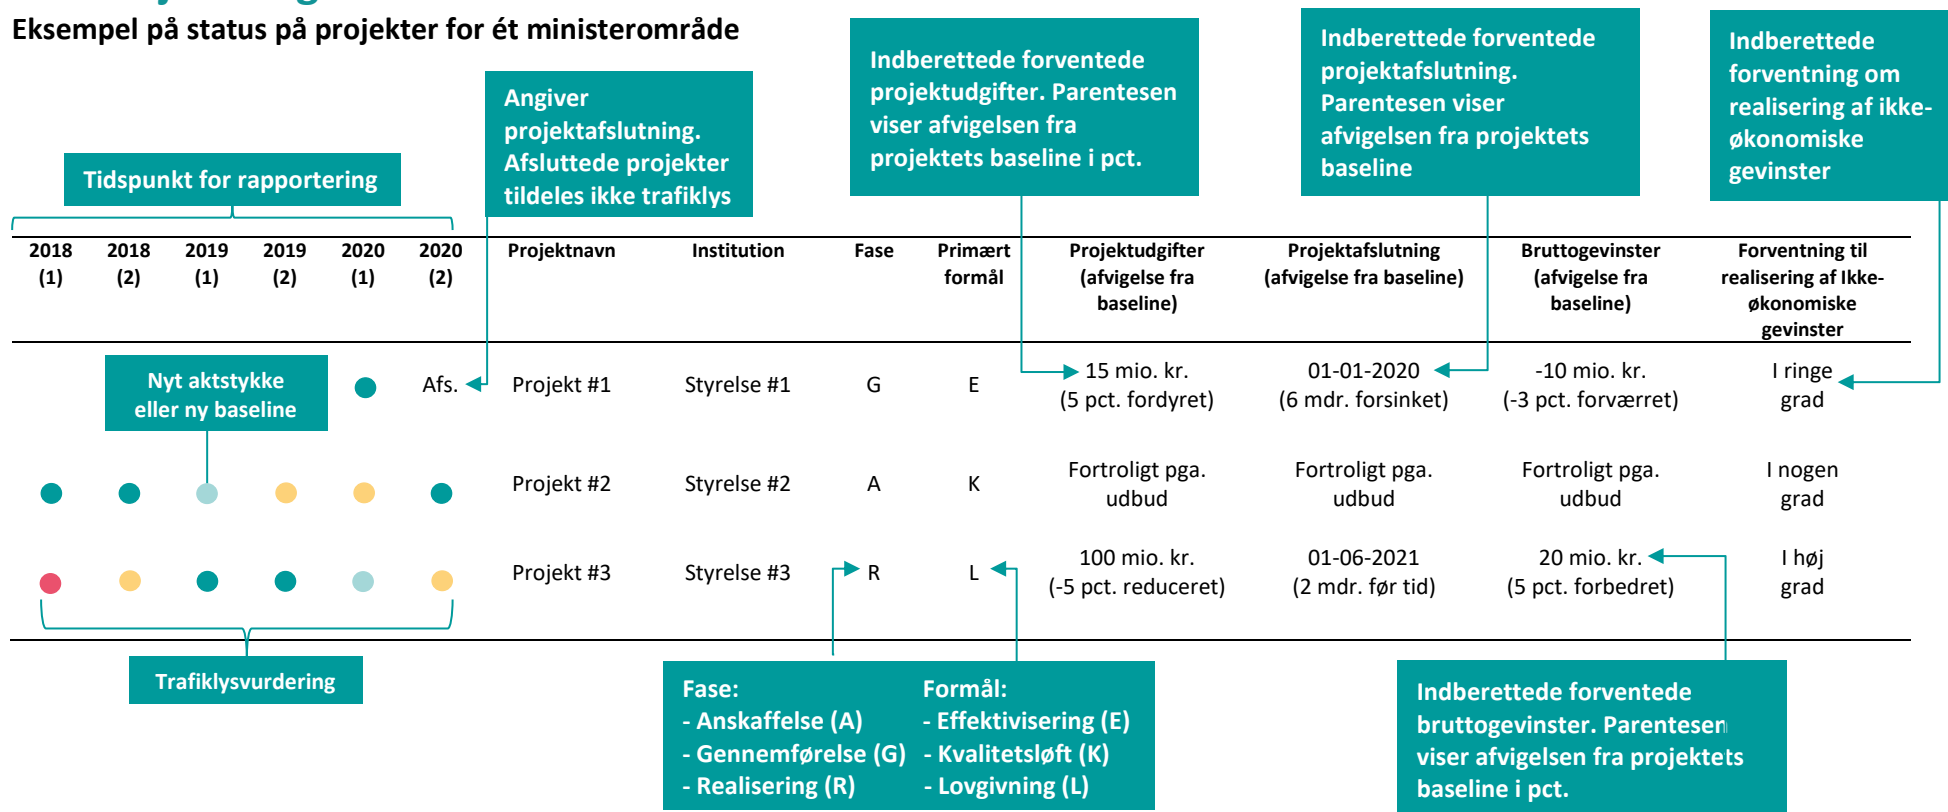 Eksempel på status på projekter for ét ministerområde
Angiver
projektafslutning.
Afsluttede projekter
tildeles ikke trafiklys
Indberettede forventede
projektudgifter. Parentesen
viser afvigelsen fra
projektets baseline i pct.
Indberettede forventede
projektafslutning.
Parentesen viser
afvigelsen fra projektets
baseline
Indberettede
forventning om
realisering af ikke-
økonomiske
gevinster
Tidspunkt for rapportering
2018 (1)
2018 (2)
2019 (1)
2019 (2)
2020 (1)
2020 (2)
Projektnavn
Institution
Fase
Primært
formål
Projektudgifter
(afvigelse fra
baseline)
Projektafslutning
(afvigelse fra baseline)
Bruttogevinster
(afvigelse fra
baseline)
Forventning til
realisering af Ikke-
økonomiske
gevinster
Nyt aktstykke
eller ny baseline
Afs.
Projekt #1
Styrelse #1
G
E
15 mio. kr.
(5 pct. fordyret)
01-01-2020
(6 mdr. forsinket)
-10 mio. kr.
(-3 pct. forværret)
I ringe
grad
Projekt #2
Styrelse #2
A
K
Fortroligt pga.
udbud
Fortroligt pga.
udbud
Fortroligt pga.
udbud
I nogen
grad
Projekt #3
Styrelse #3
R
L
100 mio. kr.
(-5 pct. reduceret)
01-06-2021
(2 mdr. før tid)
20 mio. kr.
(5 pct. forbedret)
I høj
grad
Trafiklysvurdering
Fase:
- Anskaffelse (A)
- Gennemførelse (G)
- Realisering (R)
Formål:
- Effektivisering (E)
- Kvalitetsløft (K)
- Lovgivning (L)
Indberettede forventede
bruttogevinster. Parentesen
viser afvigelsen fra projektets
baseline i pct.